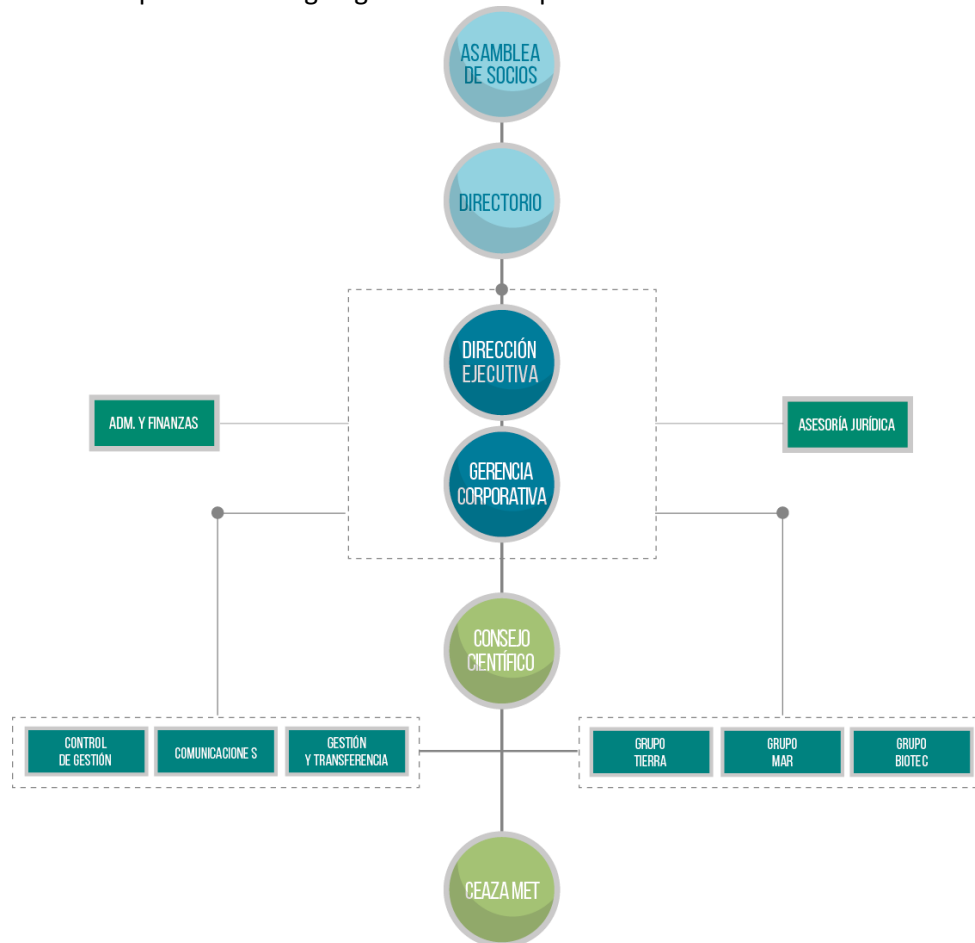 ASAMBLEA
DE SOCIOS
DIRECTORIO
DIRECCIÓN
EJECUTIVA
ADM. Y FINANZAS
ASESORÍA JURÍDICA
GERENCIA
CORPORATIVA
CONSEJO
CIENTÍFICO
CONTROL
DE GESTIÓN
COMUNICACIONE S
GESTIÓN
Y TRANSFERENCIA
GRUPO
TIERRA
GRUPO
MAR
GRUPO
BIOTEC
CEAZA MET